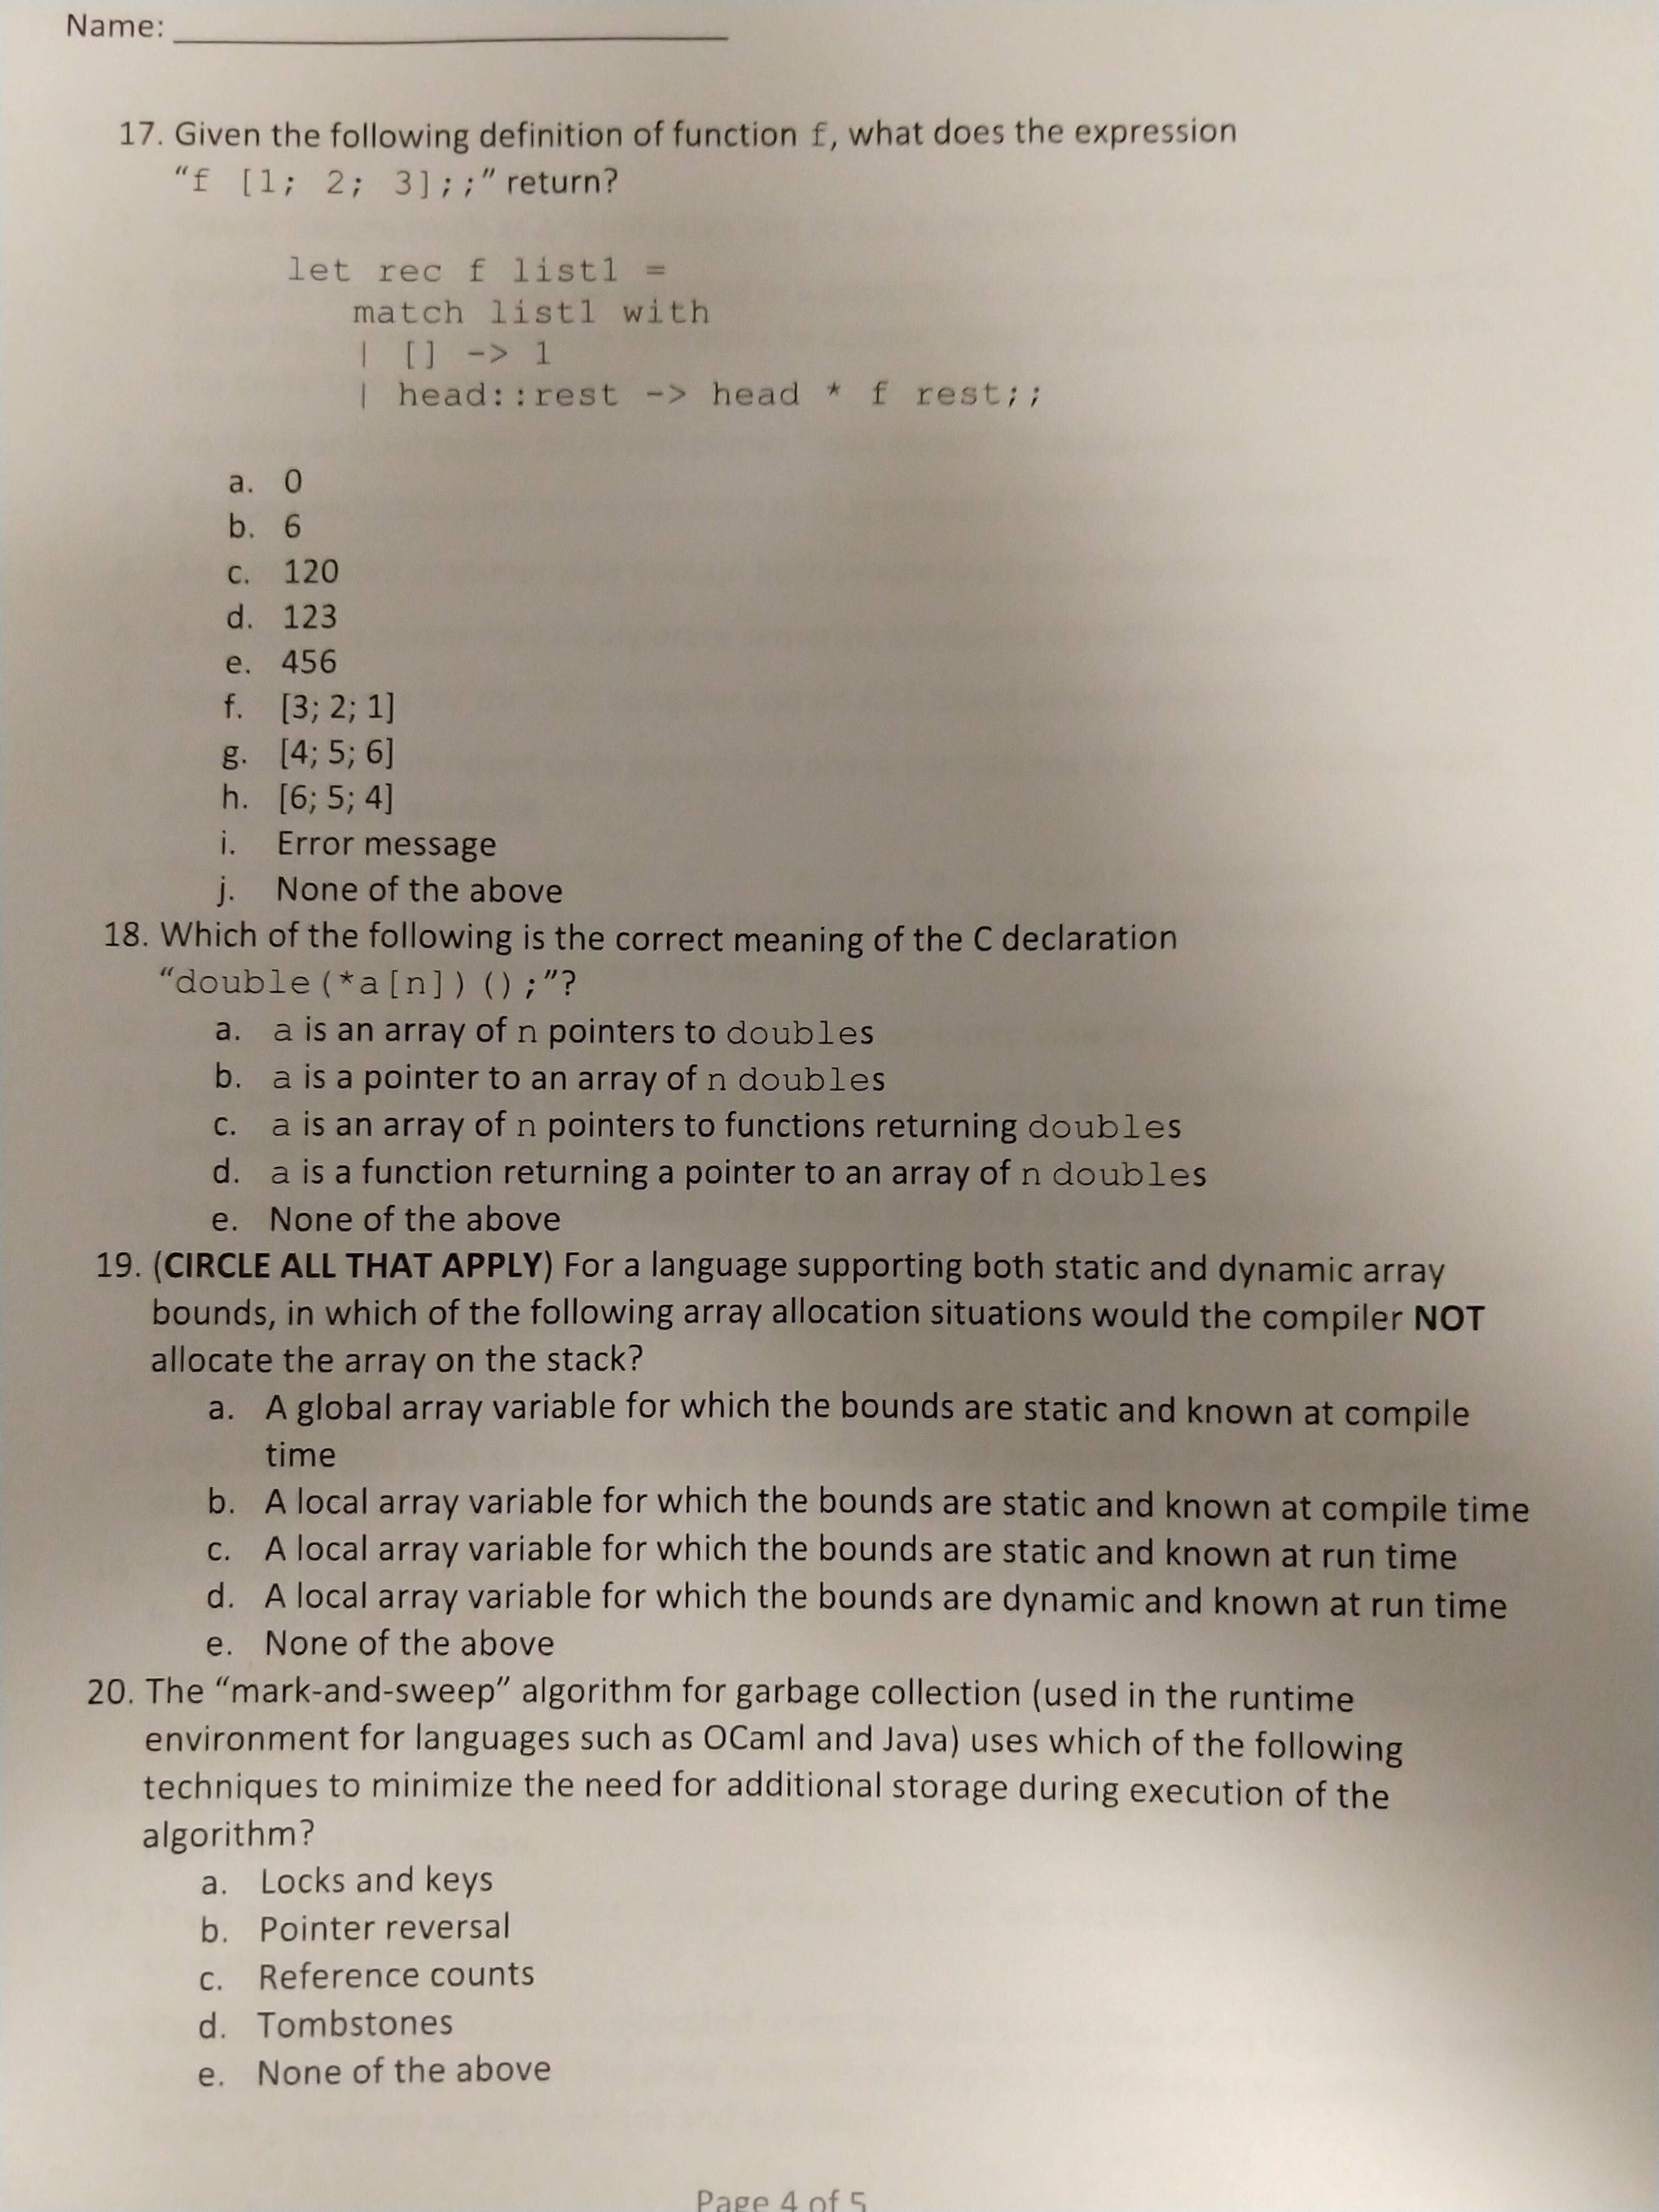 Name: 
17. Given the following definition of function f, what does the expression
“f [1; 2; 3];;” return?
let rec f list1 =
match list1 with
| [] -> 1
| head::rest -> head * f rest;;
a. 0
b. 6
c. 120
d. 123
e. 456
f. [3; 2; 1]
g. [4; 5; 6]
h. [6; 5; 4]
i. Error message
j. None of the above
18. Which of the following is the correct meaning of the C declaration
“double(*a[n])();”?
a. a is an array of n pointers to doubles
b. a is a pointer to an array of n doubles
c. a is an array of n pointers to functions returning doubles
d. a is a function returning a pointer to an array of n doubles
e. None of the above
19. (CIRCLE ALL THAT APPLY) For a language supporting both static and dynamic array
bounds, in which of the following array allocation situations would the compiler NOT
allocate the array on the stack?
a. A global array variable for which the bounds are static and known at compile
time
b. A local array variable for which the bounds are static and known at compile time
c. A local array variable for which the bounds are static and known at run time
d. A local array variable for which the bounds are dynamic and known at run time
e. None of the above
20. The “mark-and-sweep” algorithm for garbage collection (used in the runtime
environment for languages such as OCaml and Java) uses which of the following
techniques to minimize the need for additional storage during execution of the
algorithm?
a. Locks and keys
b. Pointer reversal
c. Reference counts
d. Tombstones
e. None of the above
Page 4 of 5